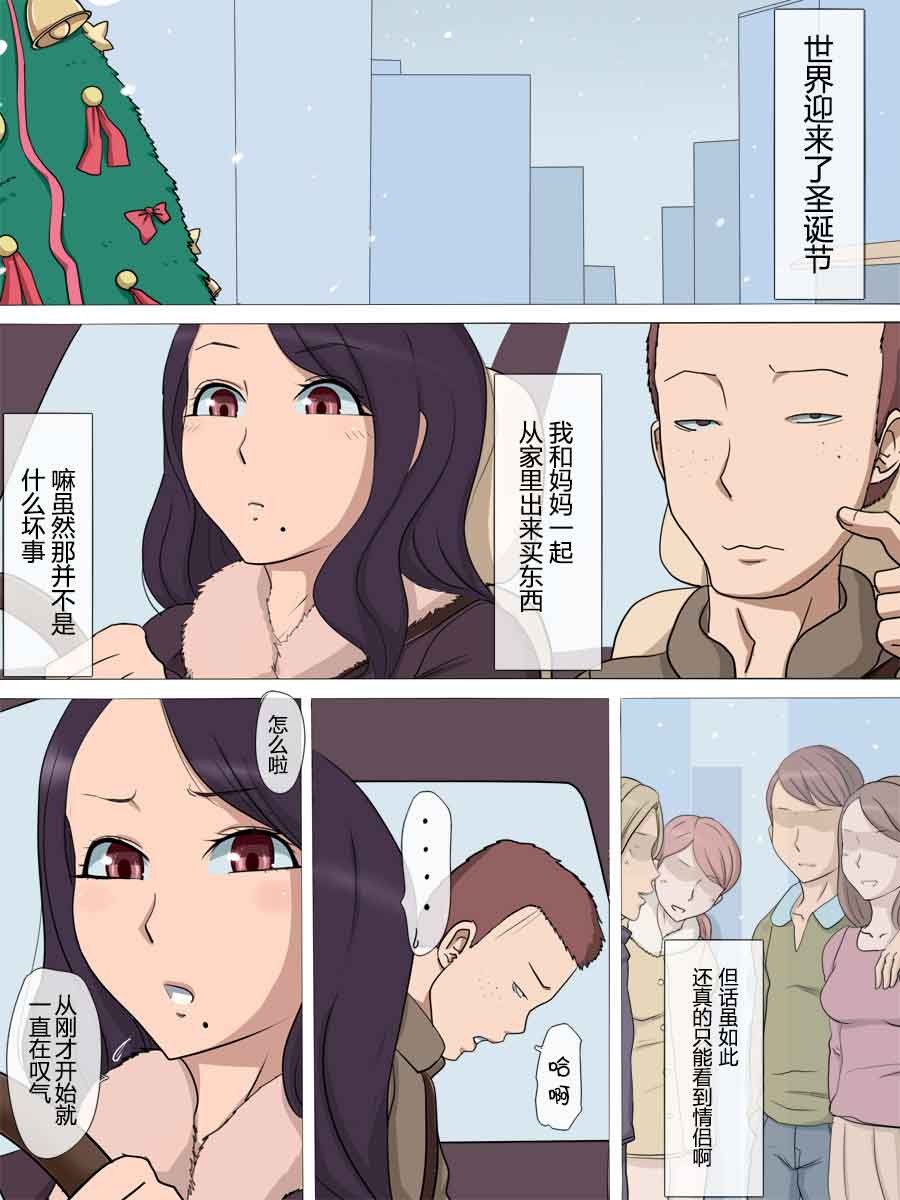 世界迎来了圣诞节
我和妈妈一起
从家里出来买东西
嘛虽然那并不是
什么坏事
但话虽如此
还真的只能看到情侣啊
・・・・
哈啊
怎么啦
从刚才开始就
一直在叹气